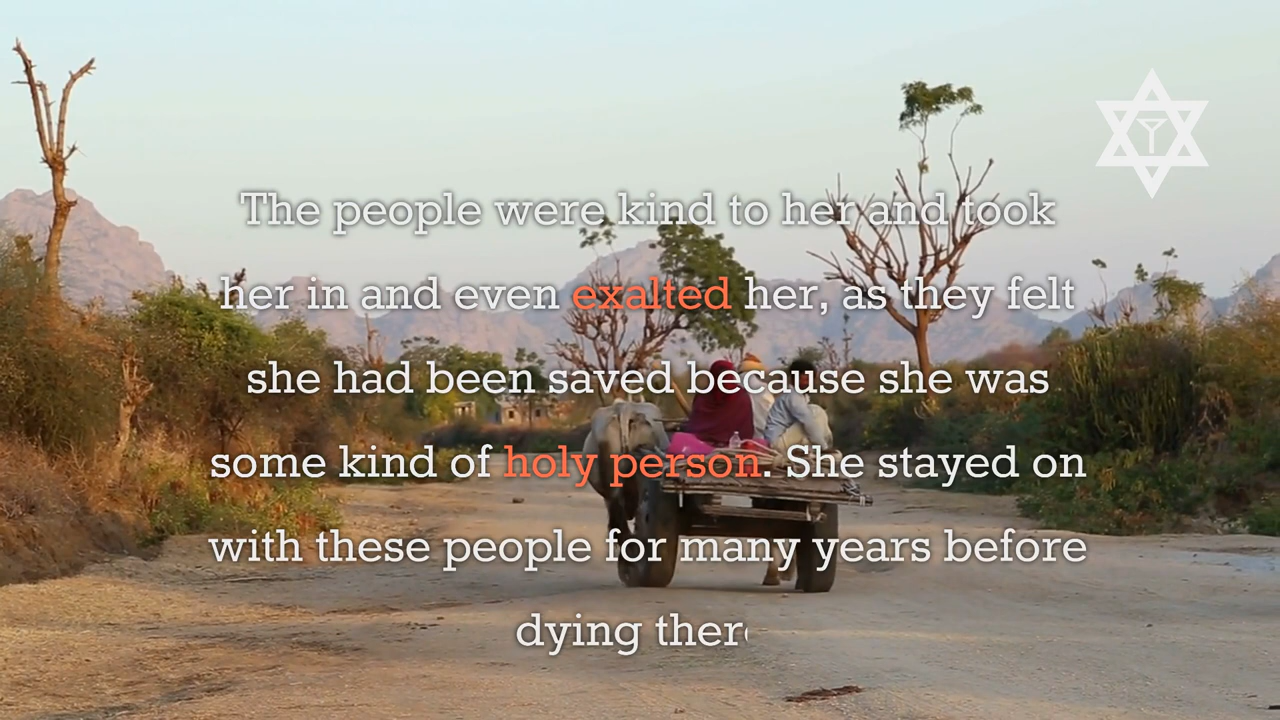 The people were kind to her and took
her in and even exalted her, as they felt
she had been saved because she was
some kind of holy person. She stayed on
with these people for many years before
dying ther